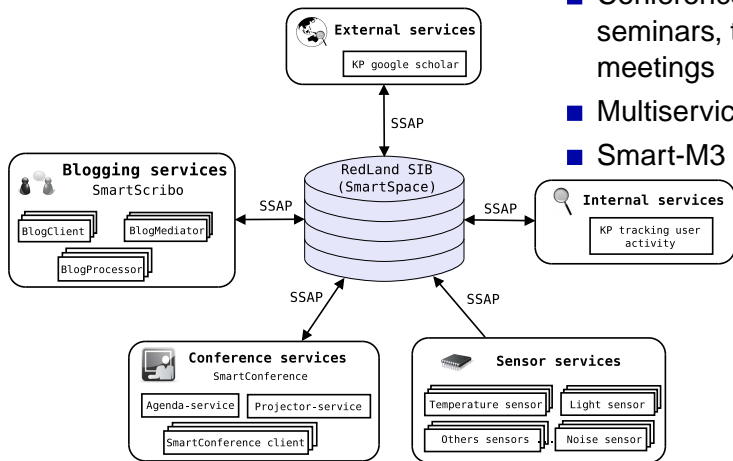 seminars,
meetings
Smart-M3
External services
KP google scholar
SSAP
Blogging services
SmartScribo
BlogClient
BlogMediator
BlogProcessor
SSAP
RedLand SIB
(SmartSpace)
SSAP
Internal services
KP tracking user
activity
SSAP
SSAP
Conference services
SmartConference
Agenda-service
Projector-service
SmartConference client
Sensor services
Temperature sensor
Light sensor
Others sensors
...
Noise sensor